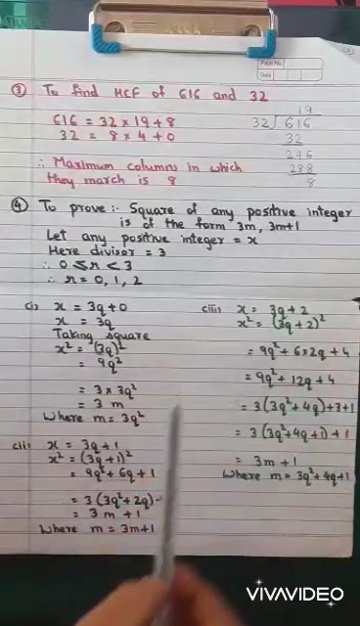 Page No.
Date
③ To find HCF of 616 and 32
616 = 32 × 19 + 8
32 = 8 × 4 + 0
19
32 ) 616
32
296
288
8
∴ Maximum columns in which
they march is 8
④ To prove :- Square of any positive integer
is of the form 3m, 3m+1
Let any positive integer = x
Here divisor = 3
∴ 0 ≤ r < 3
∴ r = 0, 1, 2
(i) x = 3q + 0
x = 3q
Taking square
x² = (3q)²
= 9q²
= 3 × 3q²
= 3 m
Where m = 3q²
(ii) x = 3q + 1
x² = (3q + 1)²
= 9q² + 6q + 1
= 3 (3q² + 2q)
= 3 m + 1
Where m = 3m+1
(iii) x = 3q + 2
x² = (3q + 2)²
= 9q² + 6×2q + 4
= 9q² + 12q + 4
= 3 (3q² + 4q) + 3 + 1
= 3 (3q² + 4q + 1) + 1
= 3m + 1
Where m = 3q² + 4q + 1
VIVAVIDEO